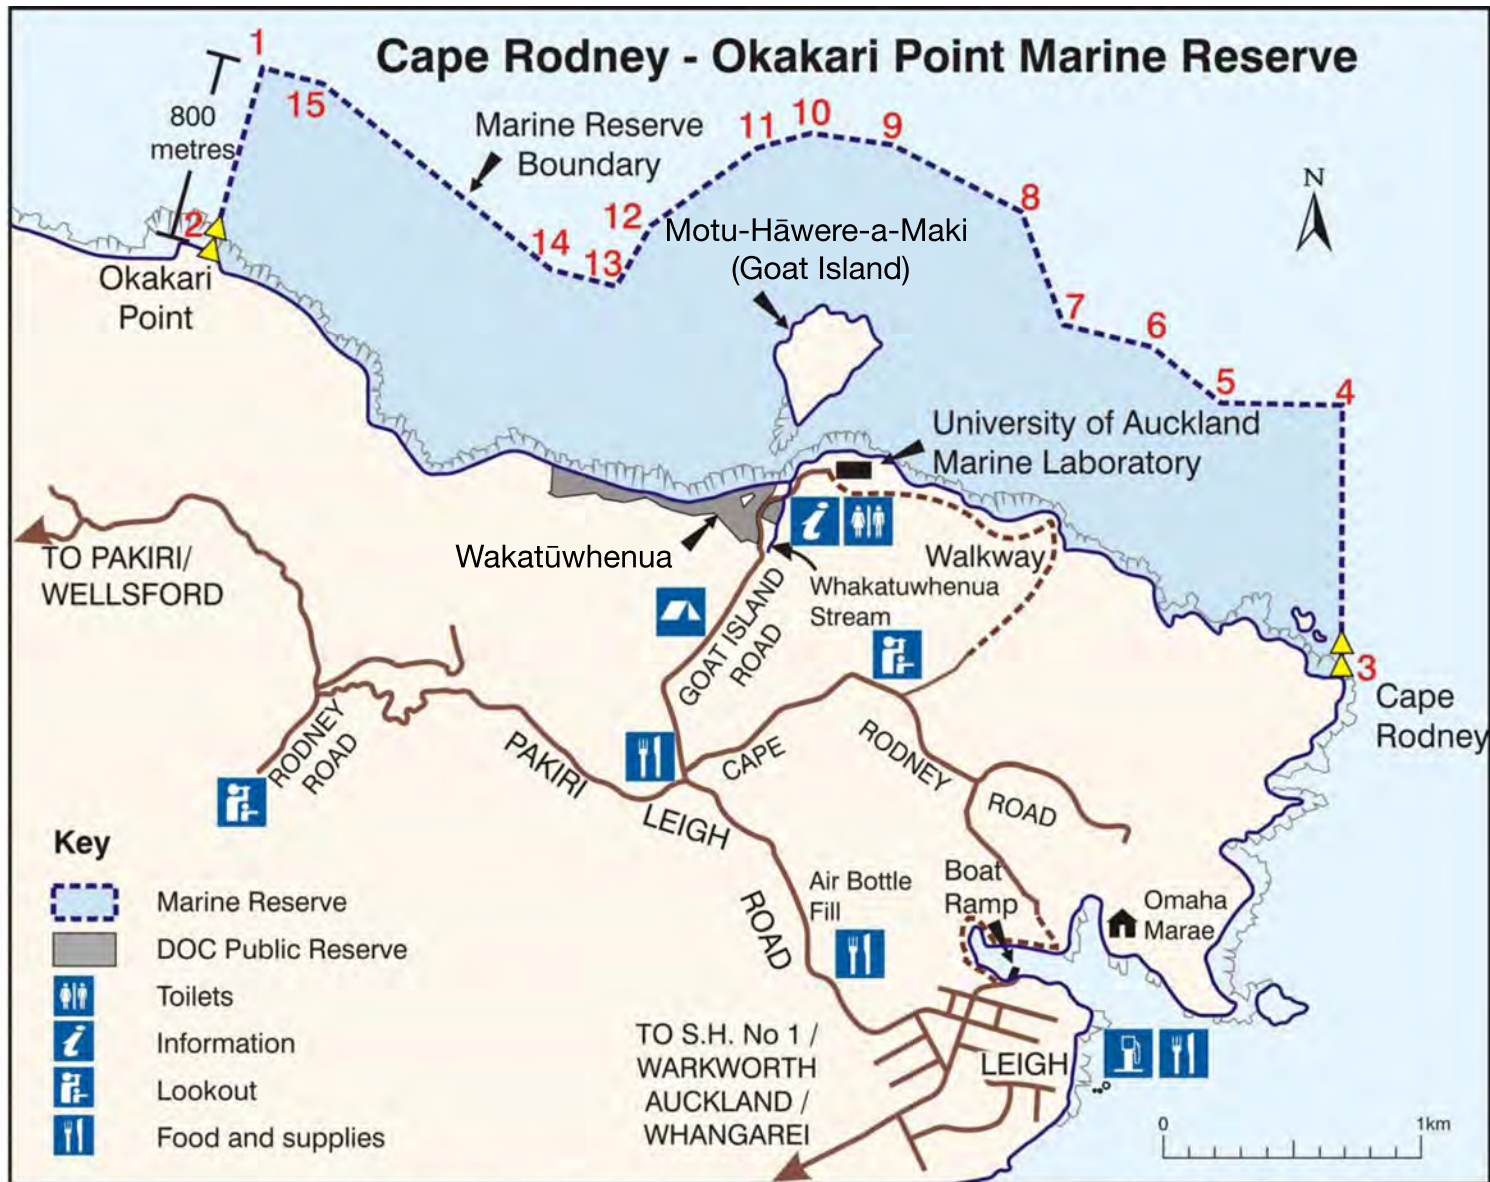 Cape Rodney - Okakari Point Marine Reserve
1
15
800
metres
Marine Reserve
Boundary
11
10
9
8
N
2
12
14
13
Motu-Hāwere-a-Maki
(Goat Island)
Okakari
Point
7
6
5
4
University of Auckland
Marine Laboratory
TO PAKIRI/
WELLSFORD
Wakatūwhenua
Walkway
Whakatuwhenua
Stream
GOAT ISLAND
ROAD
3
Cape
Rodney
RODNEY
ROAD
PAKIRI
LEIGH
ROAD
CAPE
RODNEY
ROAD
Key
Marine Reserve
DOC Public Reserve
Toilets
Information
Lookout
Food and supplies
Air Bottle
Fill
Boat
Ramp
Omaha
Marae
TO S.H. No 1 /
WARKWORTH
AUCKLAND /
WHANGAREI
LEIGH
0
1km